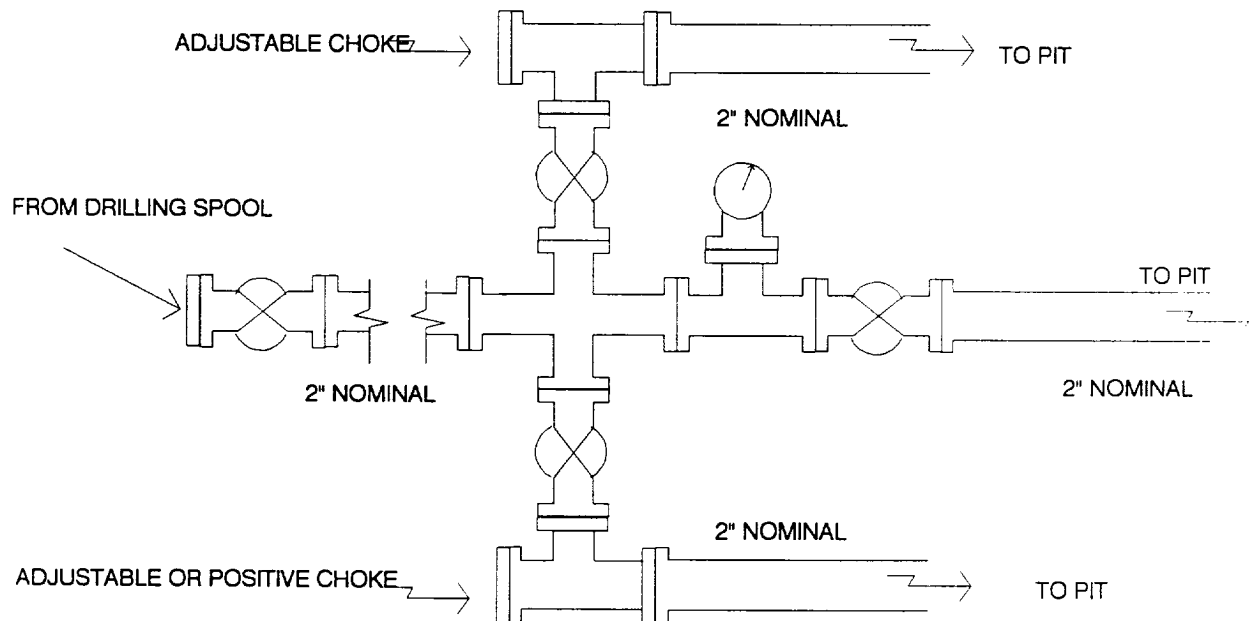 ADJUSTABLE CHOKE
TO PIT
2" NOMINAL
FROM DRILLING SPOOL
TO PIT
2" NOMINAL
2" NOMINAL
2" NOMINAL
ADJUSTABLE OR POSITIVE CHOKE
TO PIT